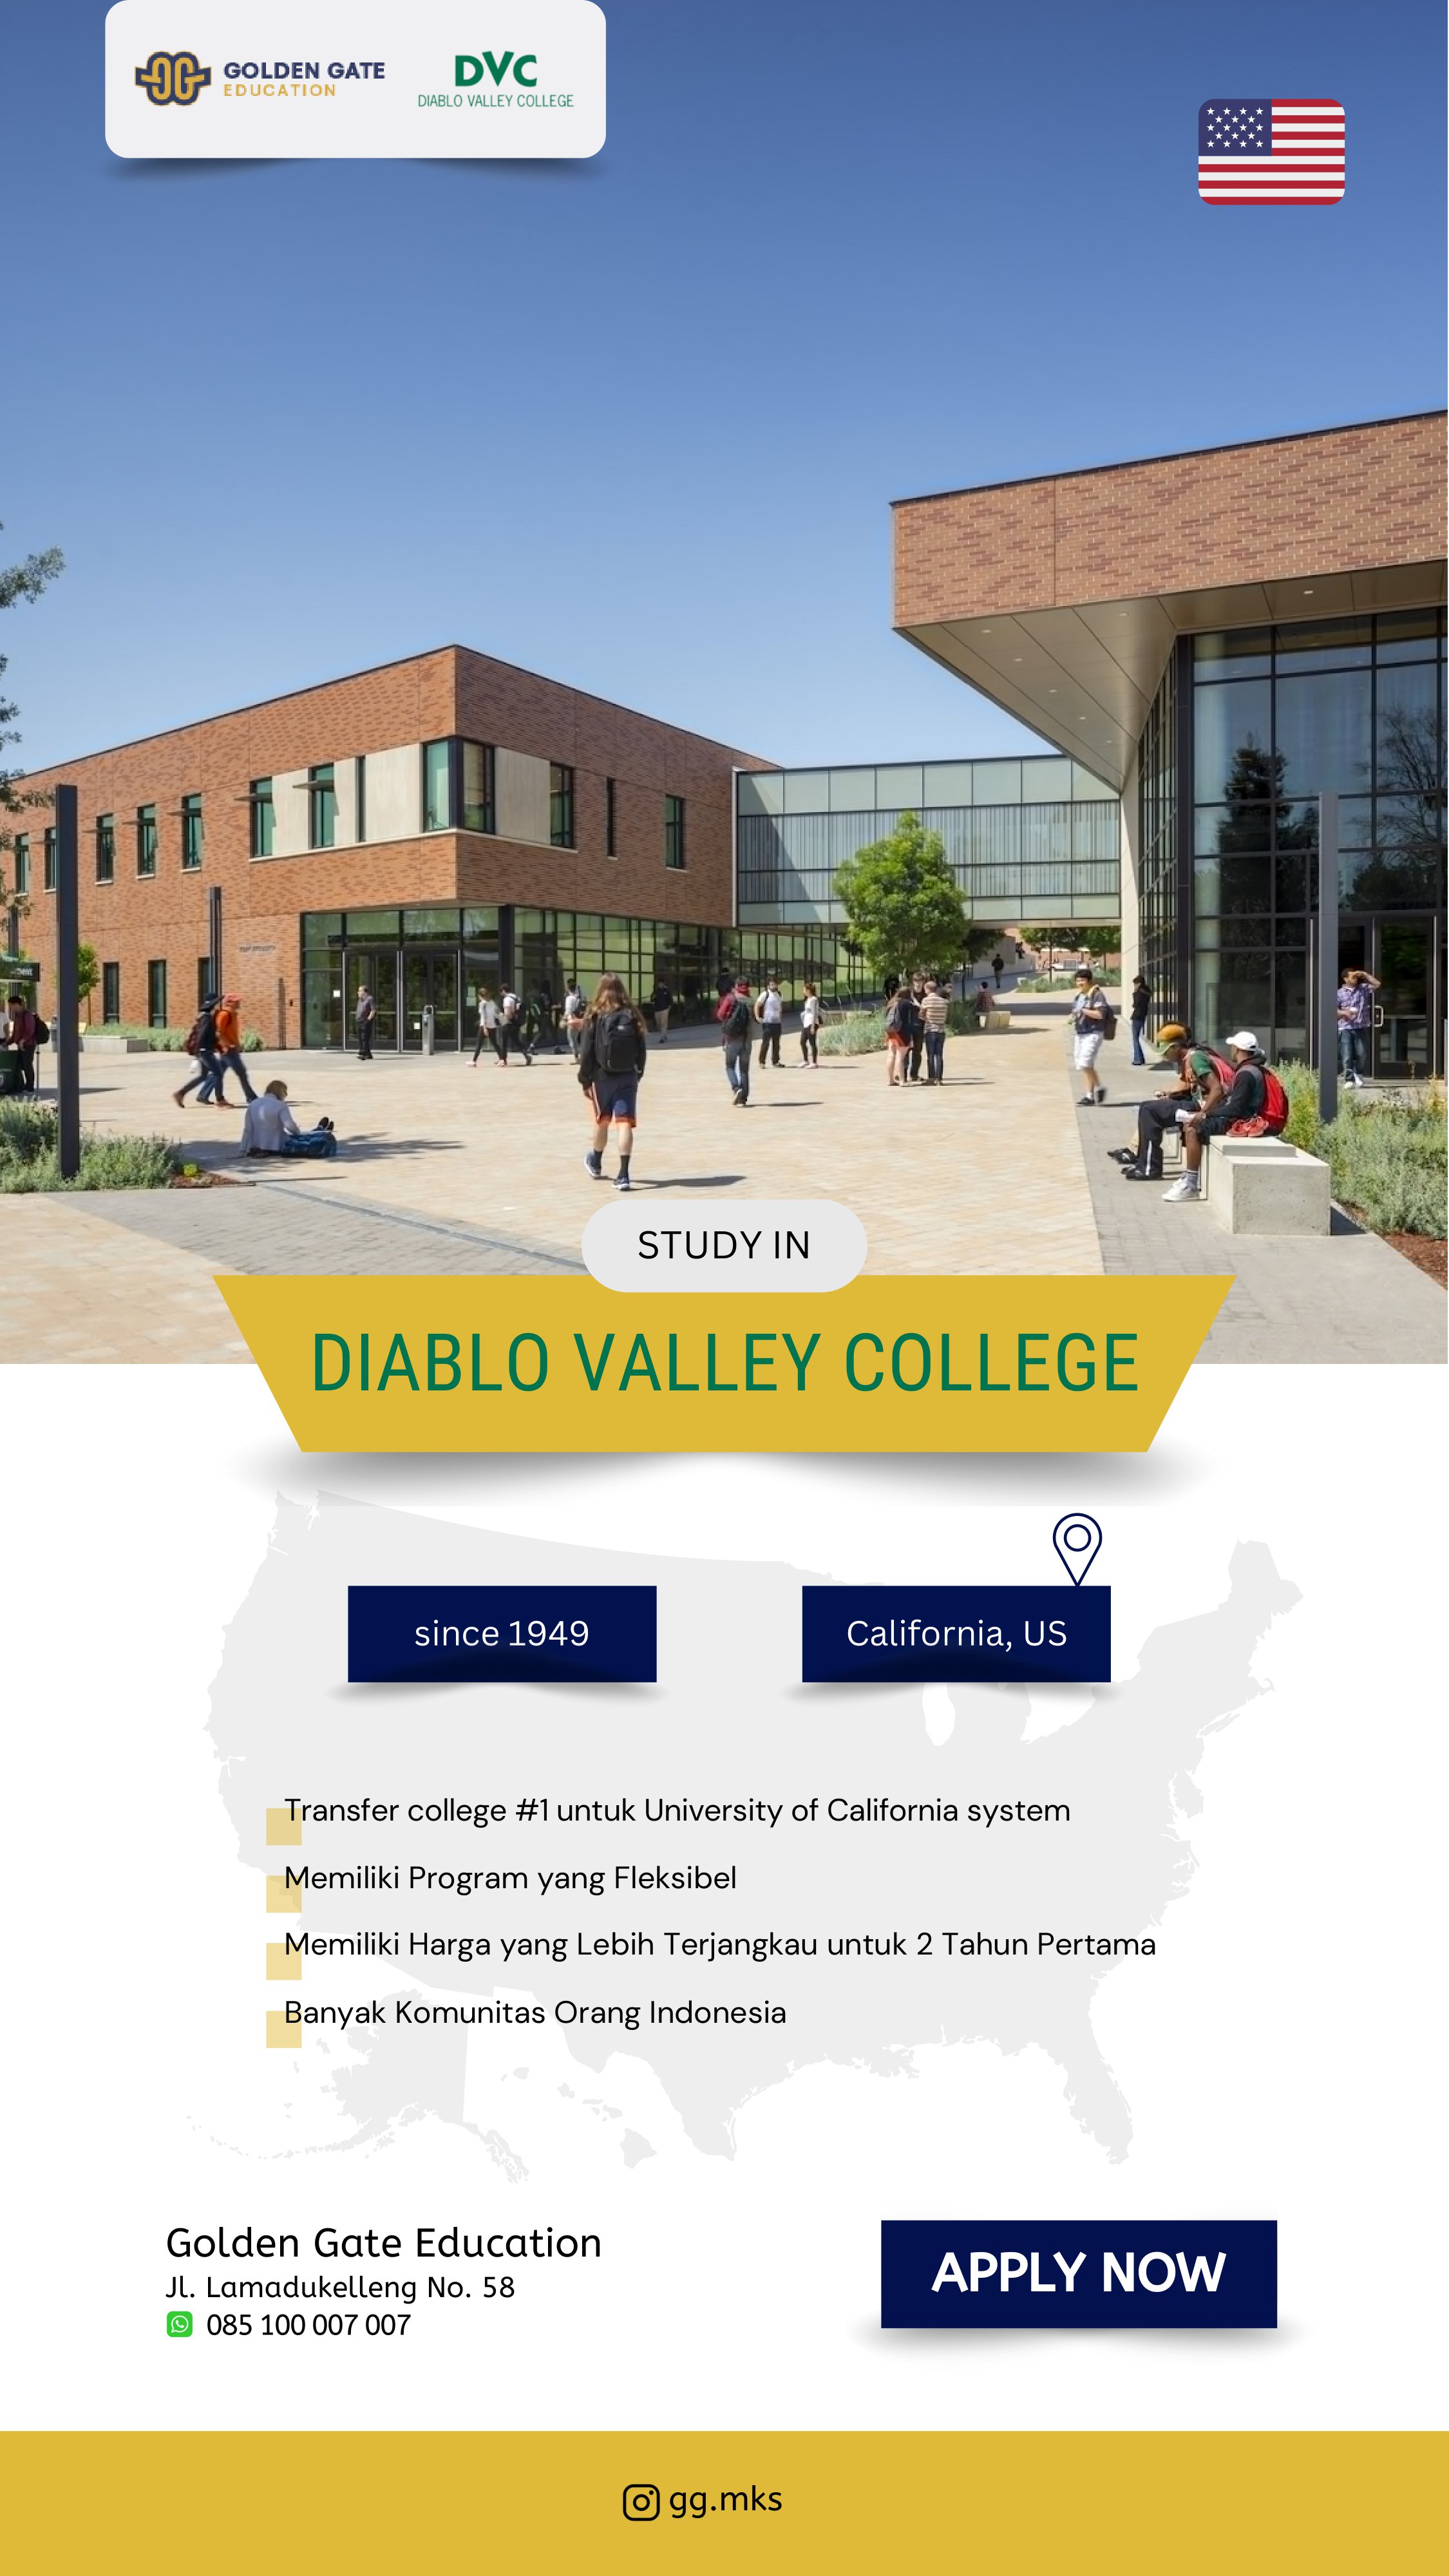 GOLDEN GATE
EDUCATION
DVC
DIABLO VALLEY COLLEGE
STUDY IN
DIABLO VALLEY COLLEGE
since 1949
California, US
Transfer college #1 untuk University of California system
Memiliki Program yang Fleksibel
Memiliki Harga yang Lebih Terjangkau untuk 2 Tahun Pertama
Banyak Komunitas Orang Indonesia
Golden Gate Education
Jl. Lamadukelleng No. 58
085 100 007 007
APPLY NOW
gg.mks